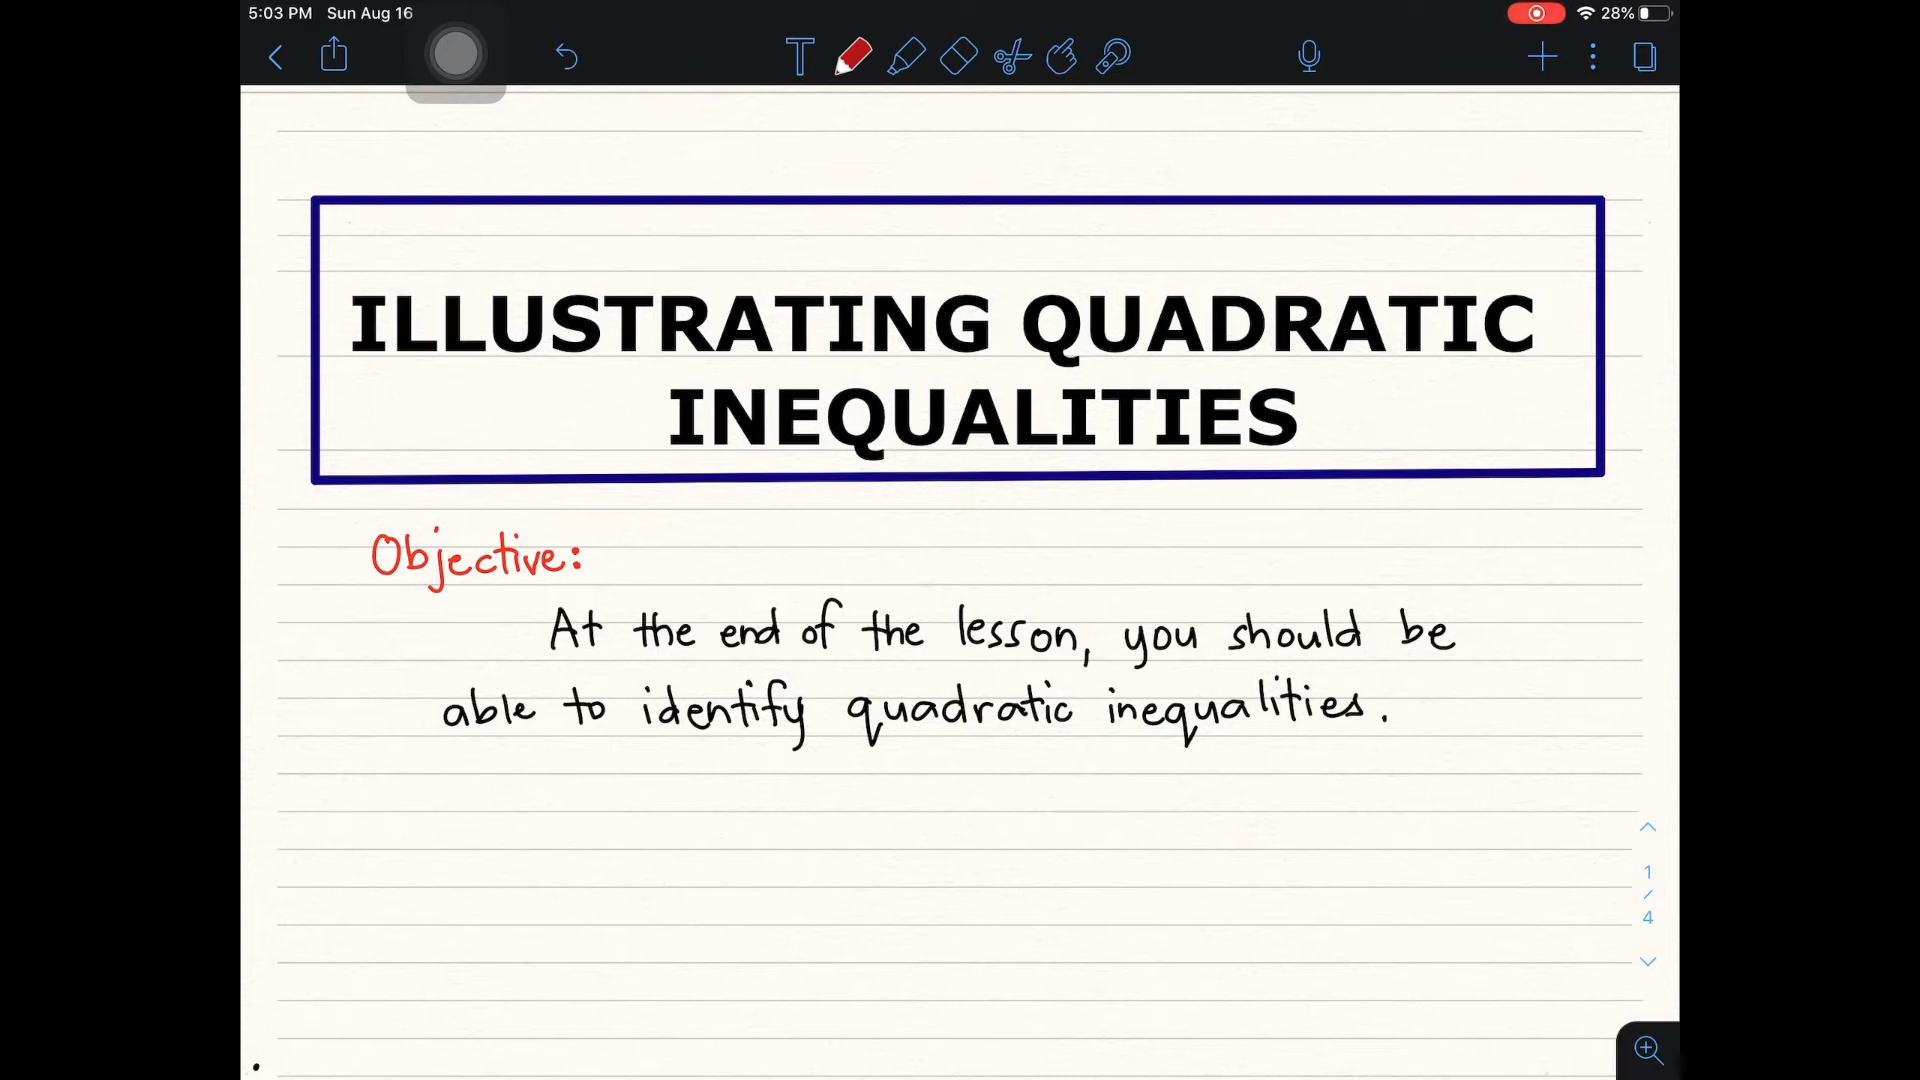 5:03 PM Sun Aug 16 28%
ILLUSTRATING QUADRATIC
INEQUALITIES
Objective:
At the end of the lesson, you should be
able to identify quadratic inequalities.
1
/
4